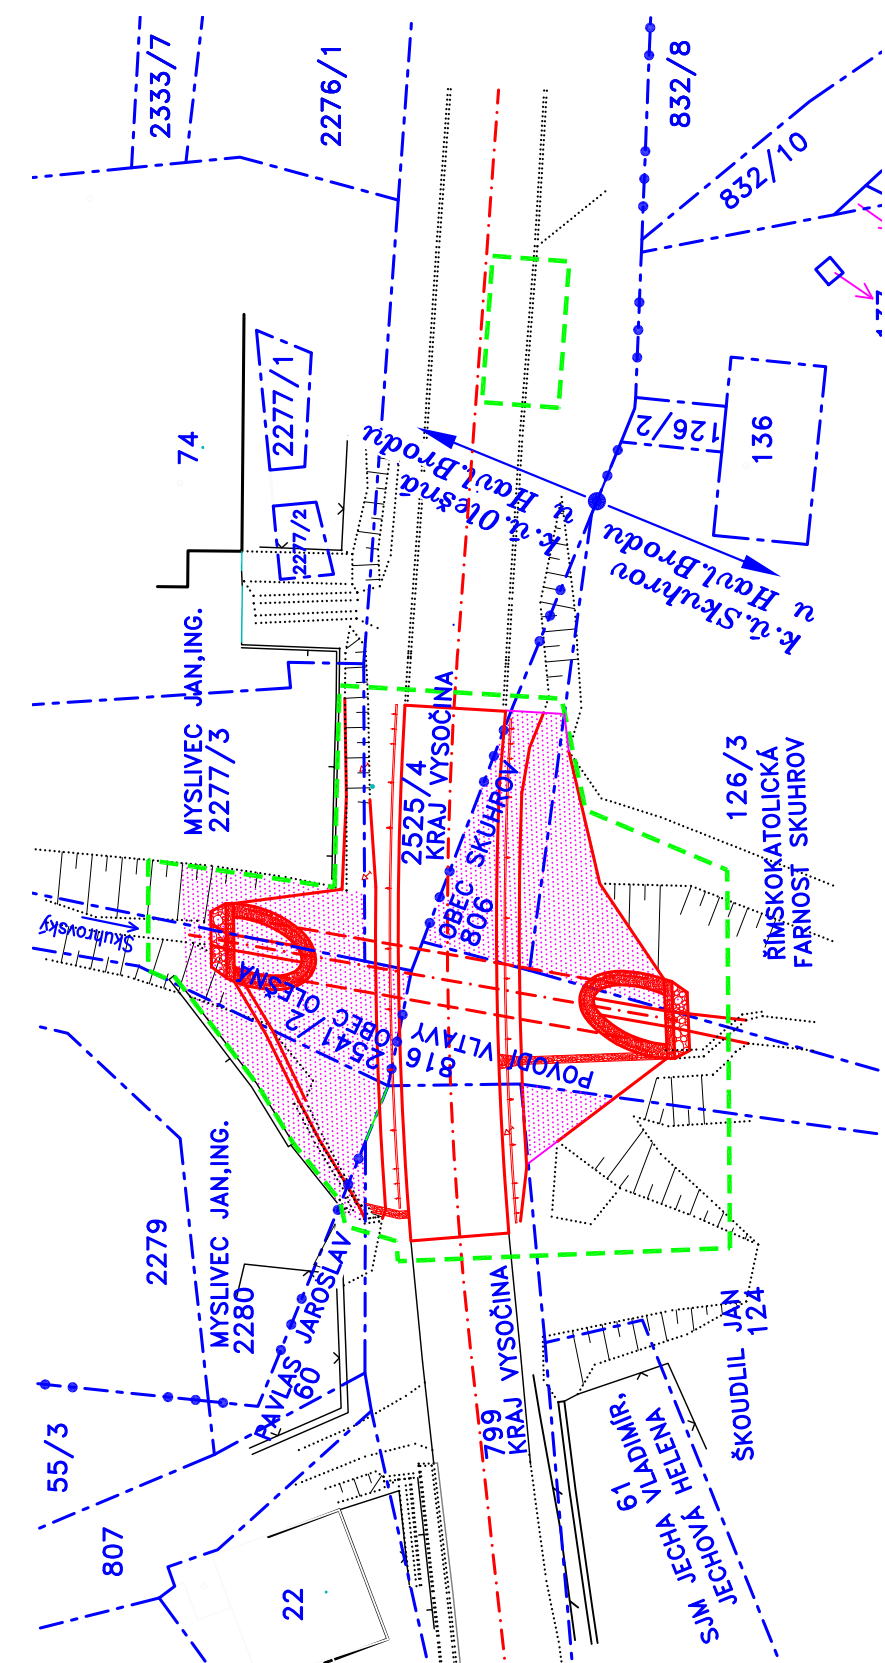 2333/7
2276/1
832/8
832/10
137
74
2277/1
2277/2
126/2
136
k.ú.Olešná
u Havl.Brodu
k.ú.Skuhrov
u Havl.Brodu
MYSLIVEC JAN,ING.
2277/3
2525/4
KRAJ VYSOČINA
OBEC SKUHROV
806
126/3
ŘÍMSKOKATOLICKÁ
FARNOST SKUHROV
Skuhrovský
2541/2
OBEC OLEŠNÁ
816
POVODÍ VLTAVY
2279
MYSLIVEC JAN,ING.
2280
PAVLAS JAROSLAV
60
799
KRAJ VYSOČINA
ŠKOUDLIL JAN
124
55/3
807
22
61
SJM JECHA VLADIMÍR,
JECHOVÁ HELENA